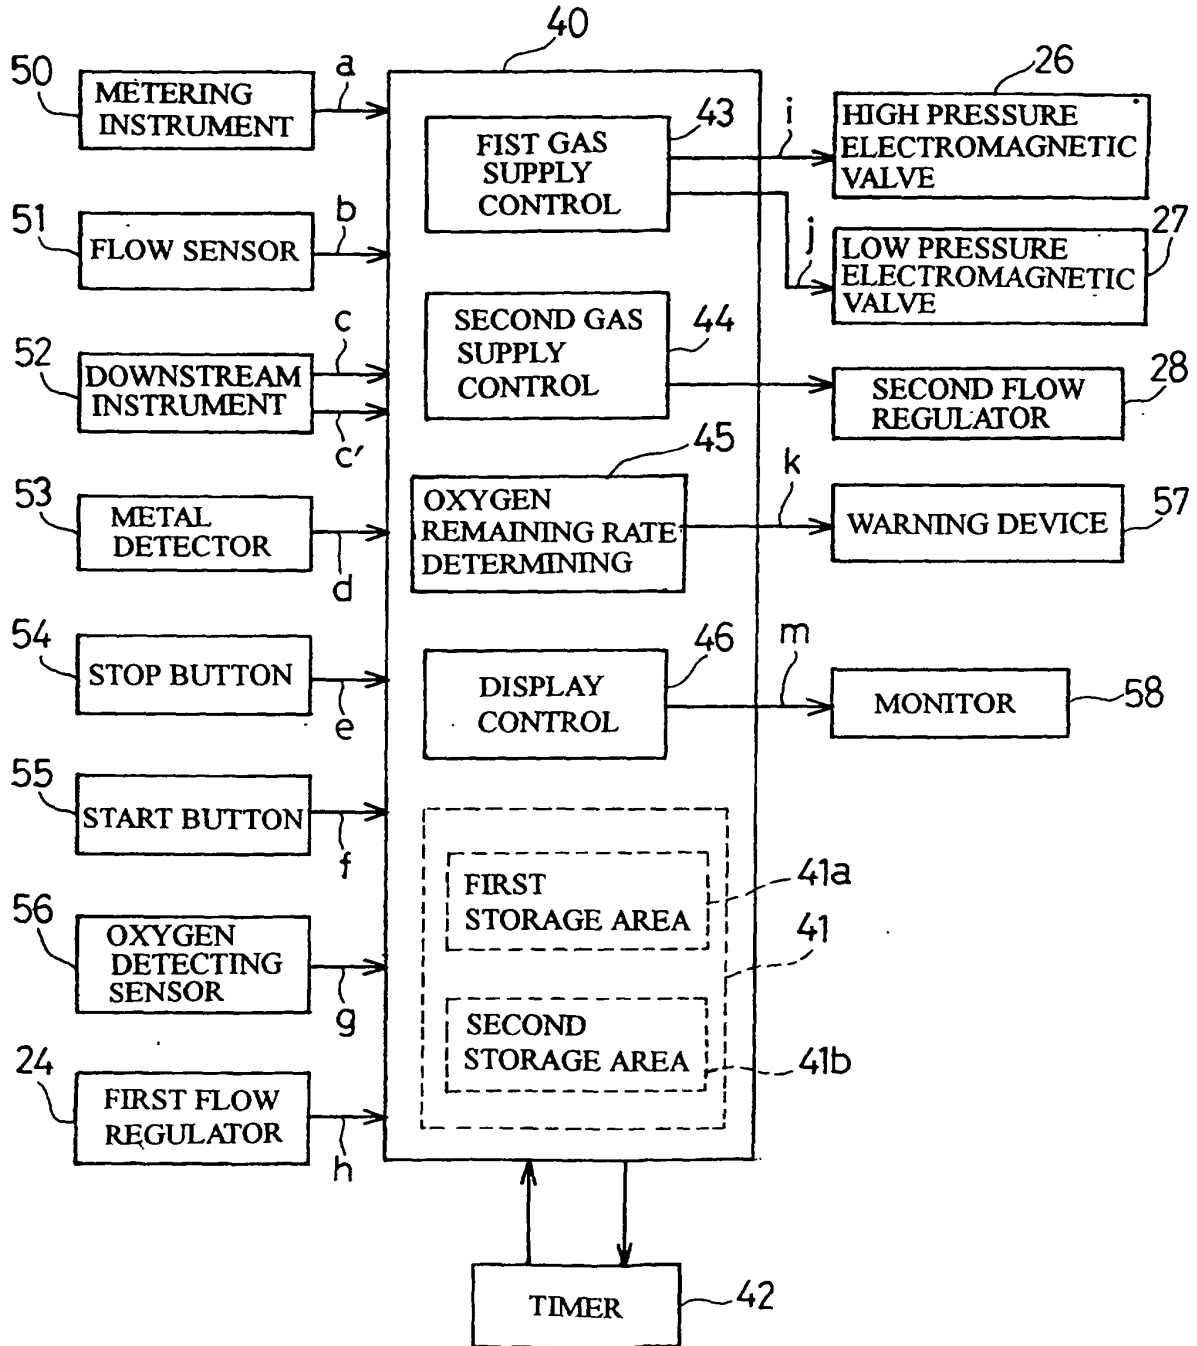 40
50
METERING
INSTRUMENT
a
51
FLOW SENSOR
b
52
DOWNSTREAM
INSTRUMENT
c
c'
53
METAL
DETECTOR
d
54
STOP BUTTON
e
55
START BUTTON
f
56
OXYGEN
DETECTING
SENSOR
g
24
FIRST FLOW
REGULATOR
h
43
FIST GAS
SUPPLY
CONTROL
44
SECOND GAS
SUPPLY
CONTROL
45
OXYGEN
REMAINING RATE
DETERMINING
46
DISPLAY
CONTROL
41a
FIRST
STORAGE AREA
41
SECOND
STORAGE AREA
41b
i
26
HIGH PRESSURE
ELECTROMAGNETIC
VALVE
j
27
LOW PRESSURE
ELECTROMAGNETIC
VALVE
28
SECOND FLOW
REGULATOR
k
WARNING DEVICE
57
m
MONITOR
58
TIMER
42